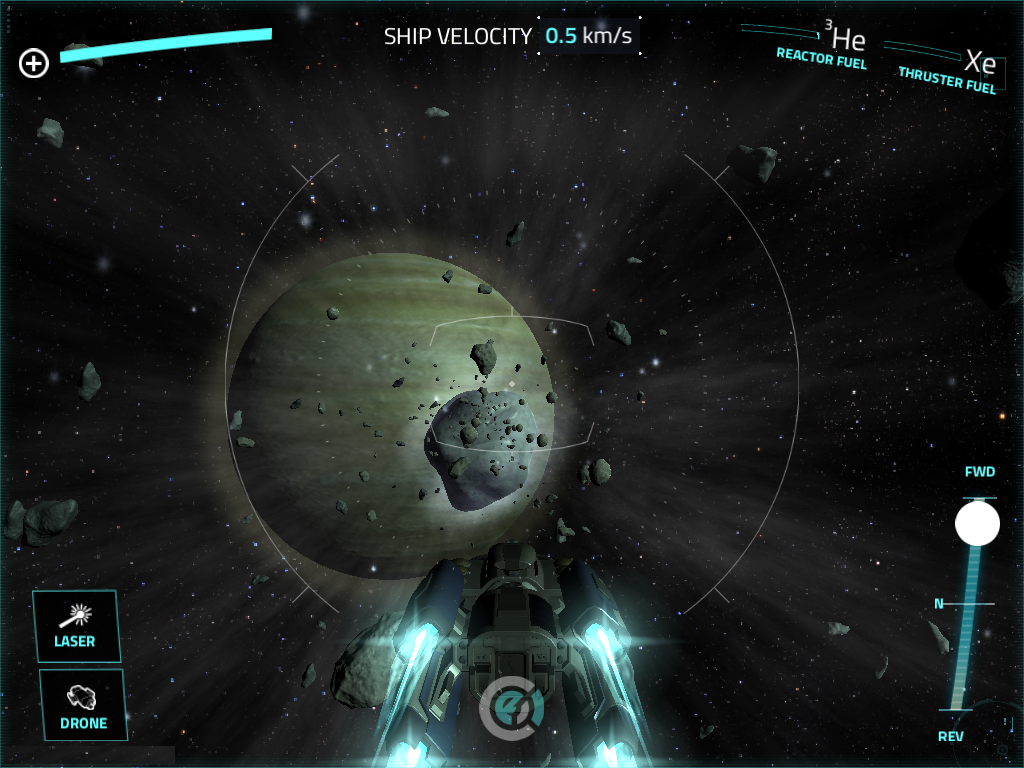 SHIP VELOCITY 0.5 km/s
³He
REACTOR FUEL
Xe
THRUSTER FUEL
FWD
N
REV
LASER
DRONE